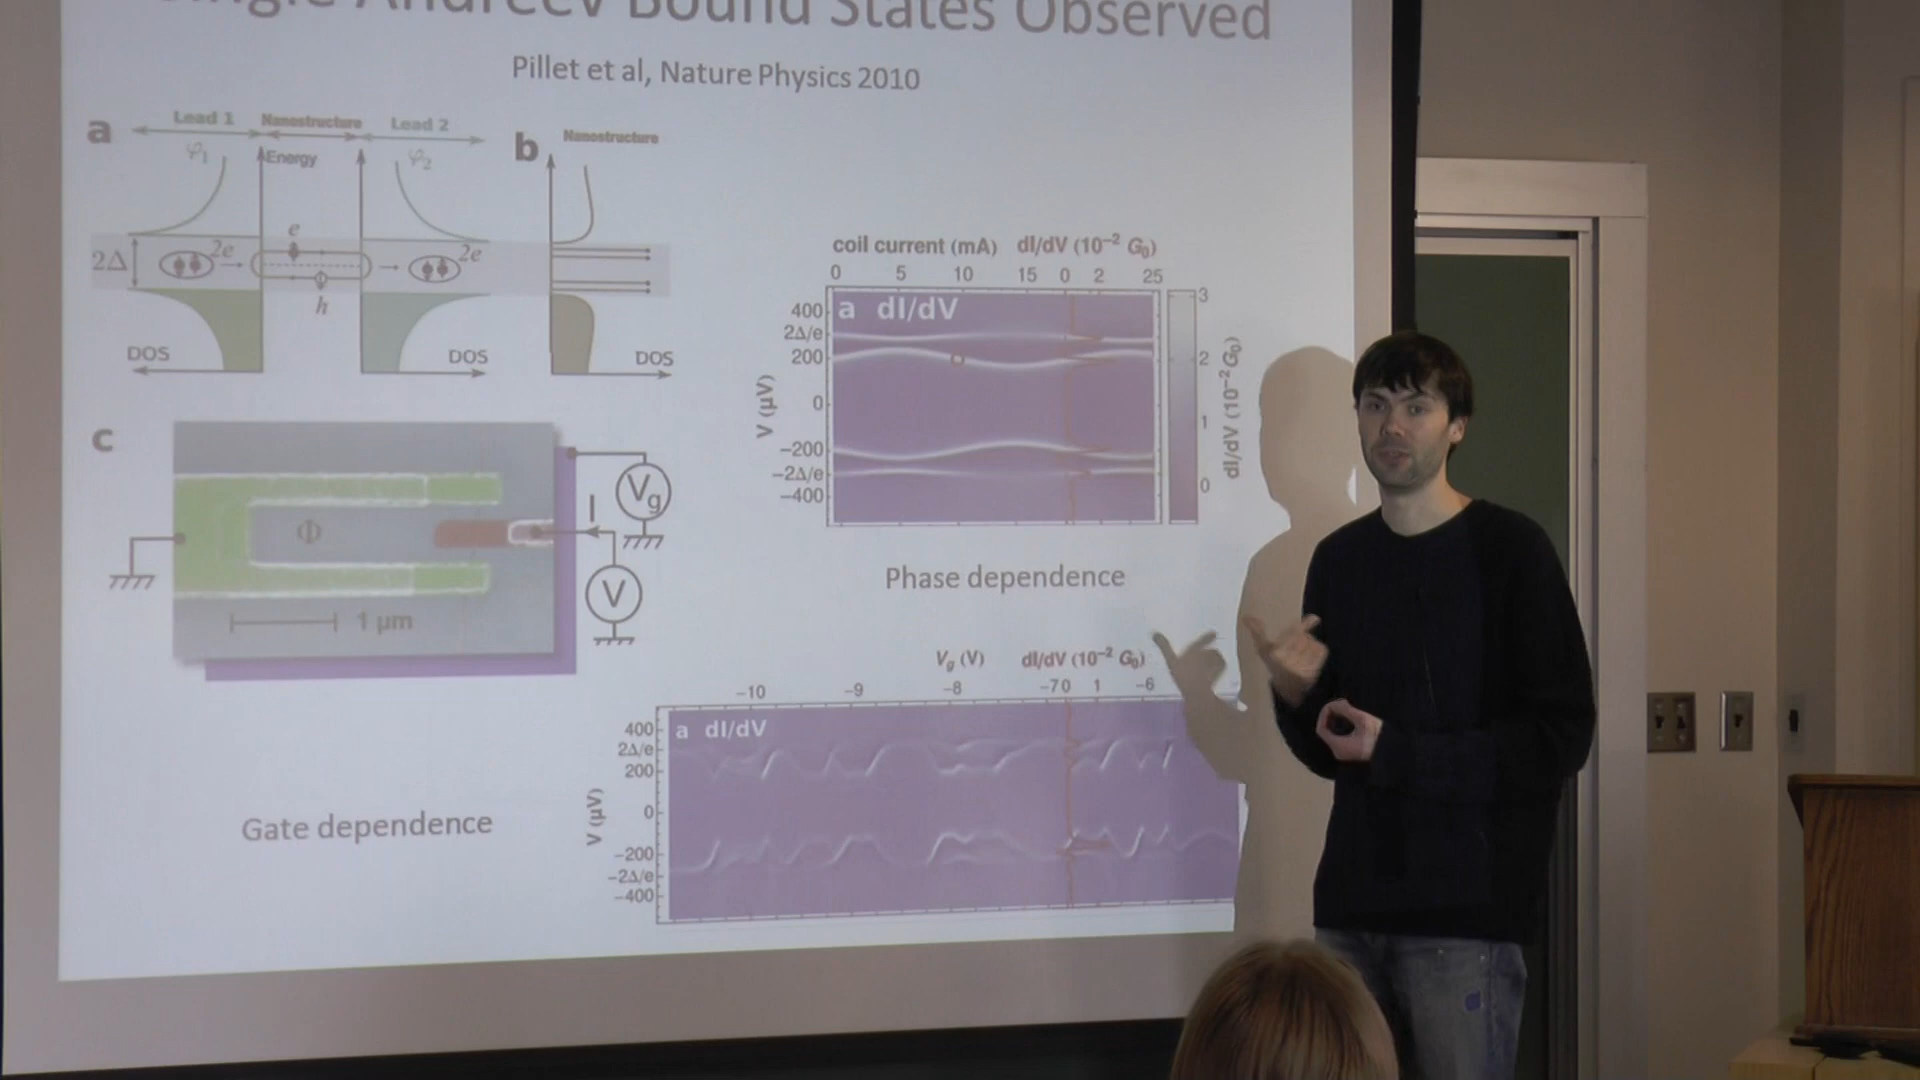 Single Andreev Bound States Observed
Pillet et al, Nature Physics 2010
a
Lead 1
Nanostructure
Lead 2
φ1
Energy
φ2
2Δ
2e
e
h
2e
DOS
DOS
b
Nanostructure
DOS
c
Φ
1 µm
I
Vg
V
coil current (mA) dI/dV (10⁻² G₀)
0 5 10 15 0 2 25
a dI/dV
400
2Δ/e
200
0
−200
−2Δ/e
−400
V (µV)
3
2
1
0
dI/dV (10⁻² G₀)
Phase dependence
Vg (V) dI/dV (10⁻² G₀)
−10 −9 −8 −7 0 1 −6
a dI/dV
400
2Δ/e
200
0
−200
−2Δ/e
−400
V (µV)
Gate dependence